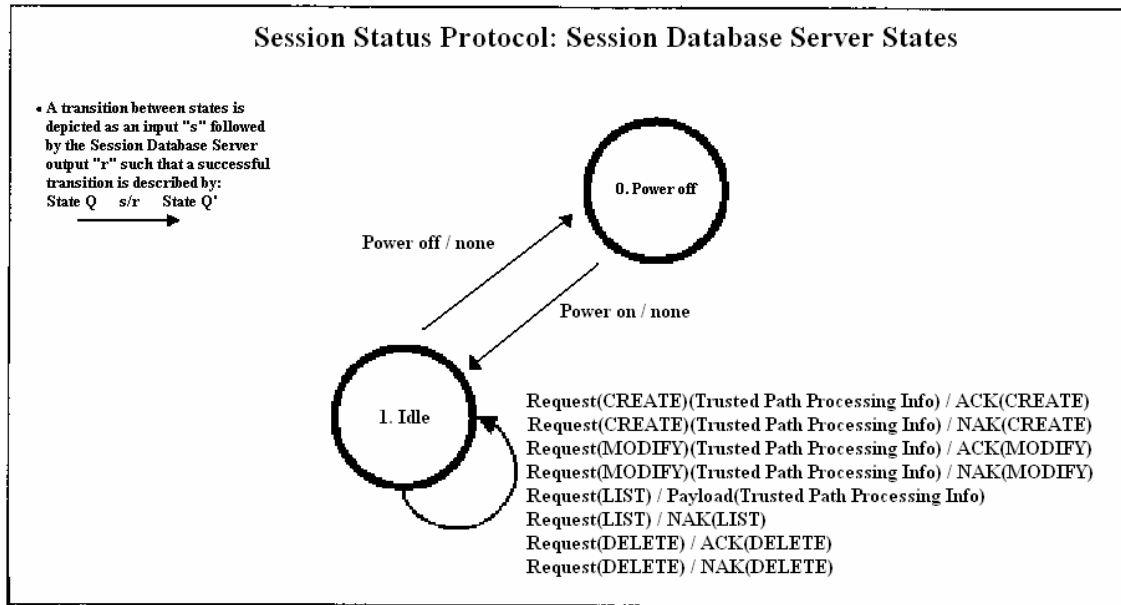 Session Status Protocol: Session Database Server States
• A transition between states is
depicted as an input "s" followed
by the Session Database Server
output "r" such that a successful
transition is described by:
State Q s/r State Q'
0. Power off
Power off / none
Power on / none
1. Idle
Request(CREATE)(Trusted Path Processing Info) / ACK(CREATE)
Request(CREATE)(Trusted Path Processing Info) / NAK(CREATE)
Request(MODIFY)(Trusted Path Processing Info) / ACK(MODIFY)
Request(MODIFY)(Trusted Path Processing Info) / NAK(MODIFY)
Request(LIST) / Payload(Trusted Path Processing Info)
Request(LIST) / NAK(LIST)
Request(DELETE) / ACK(DELETE)
Request(DELETE) / NAK(DELETE)